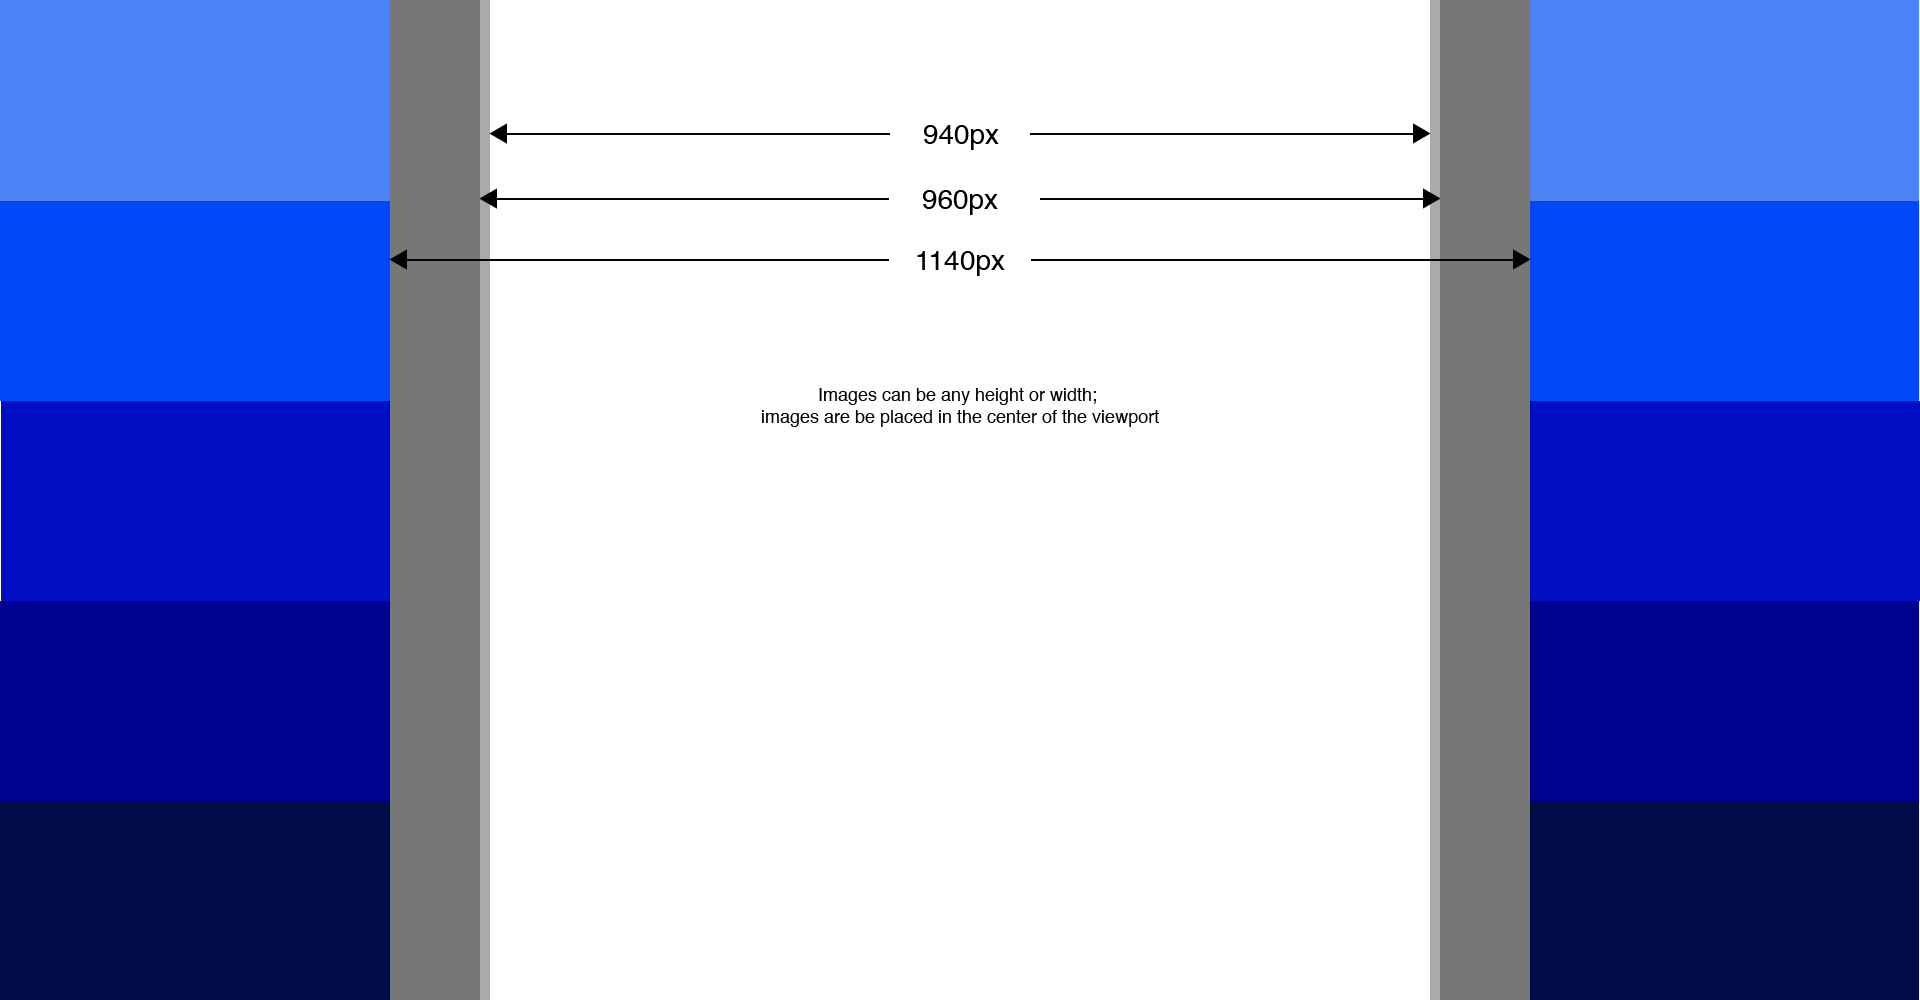 940px
960px
1140px
Images can be any height or width;
images are be placed in the center of the viewport